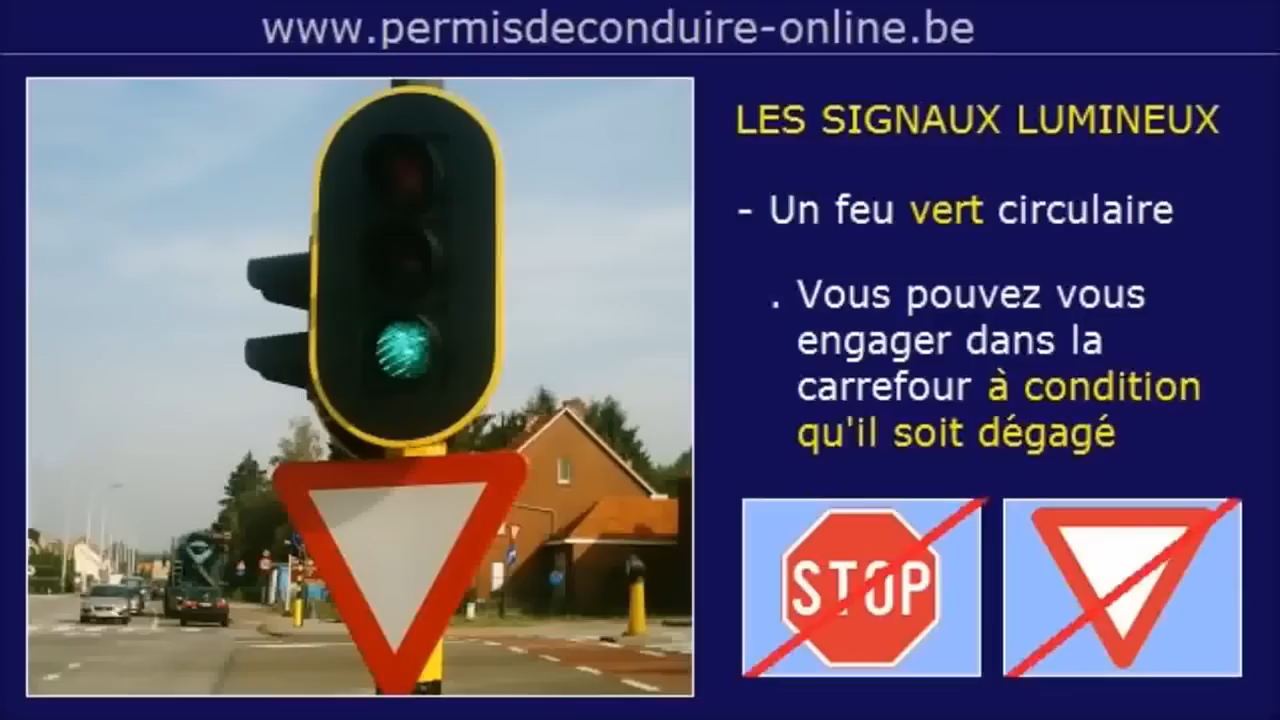 www.permisdeconduire-online.be
LES SIGNAUX LUMINEUX
- Un feu vert circulaire
. Vous pouvez vous
engager dans la
carrefour à condition
qu'il soit dégagé
STOP